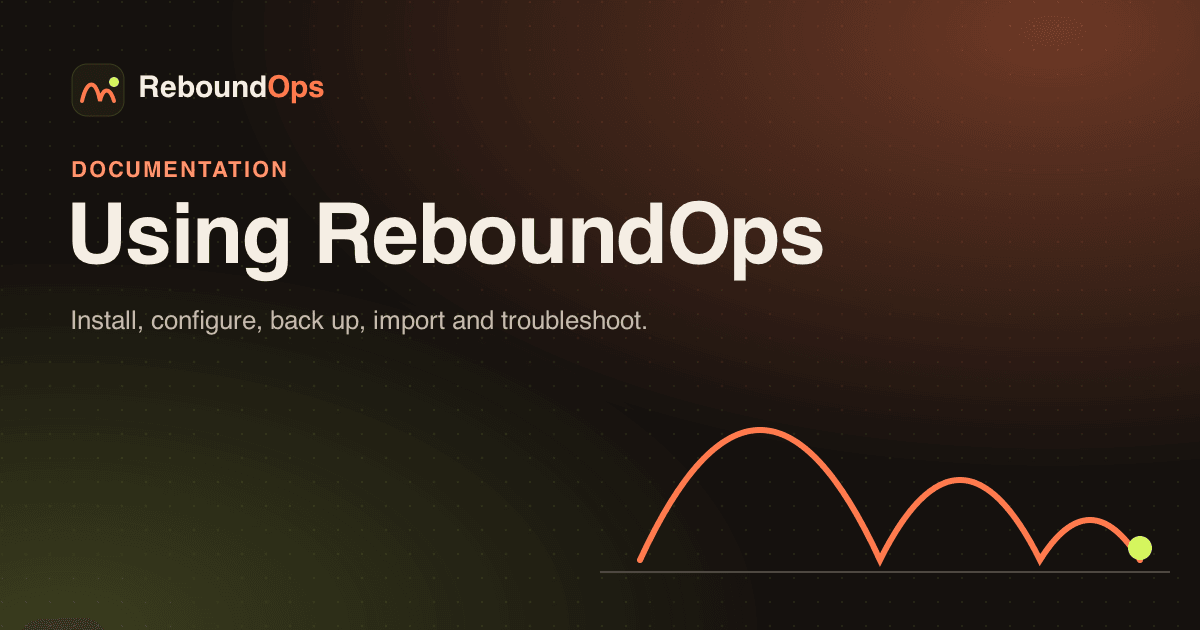 ReboundOps
DOCUMENTATION
Using ReboundOps
Install, configure, back up, import and troubleshoot.